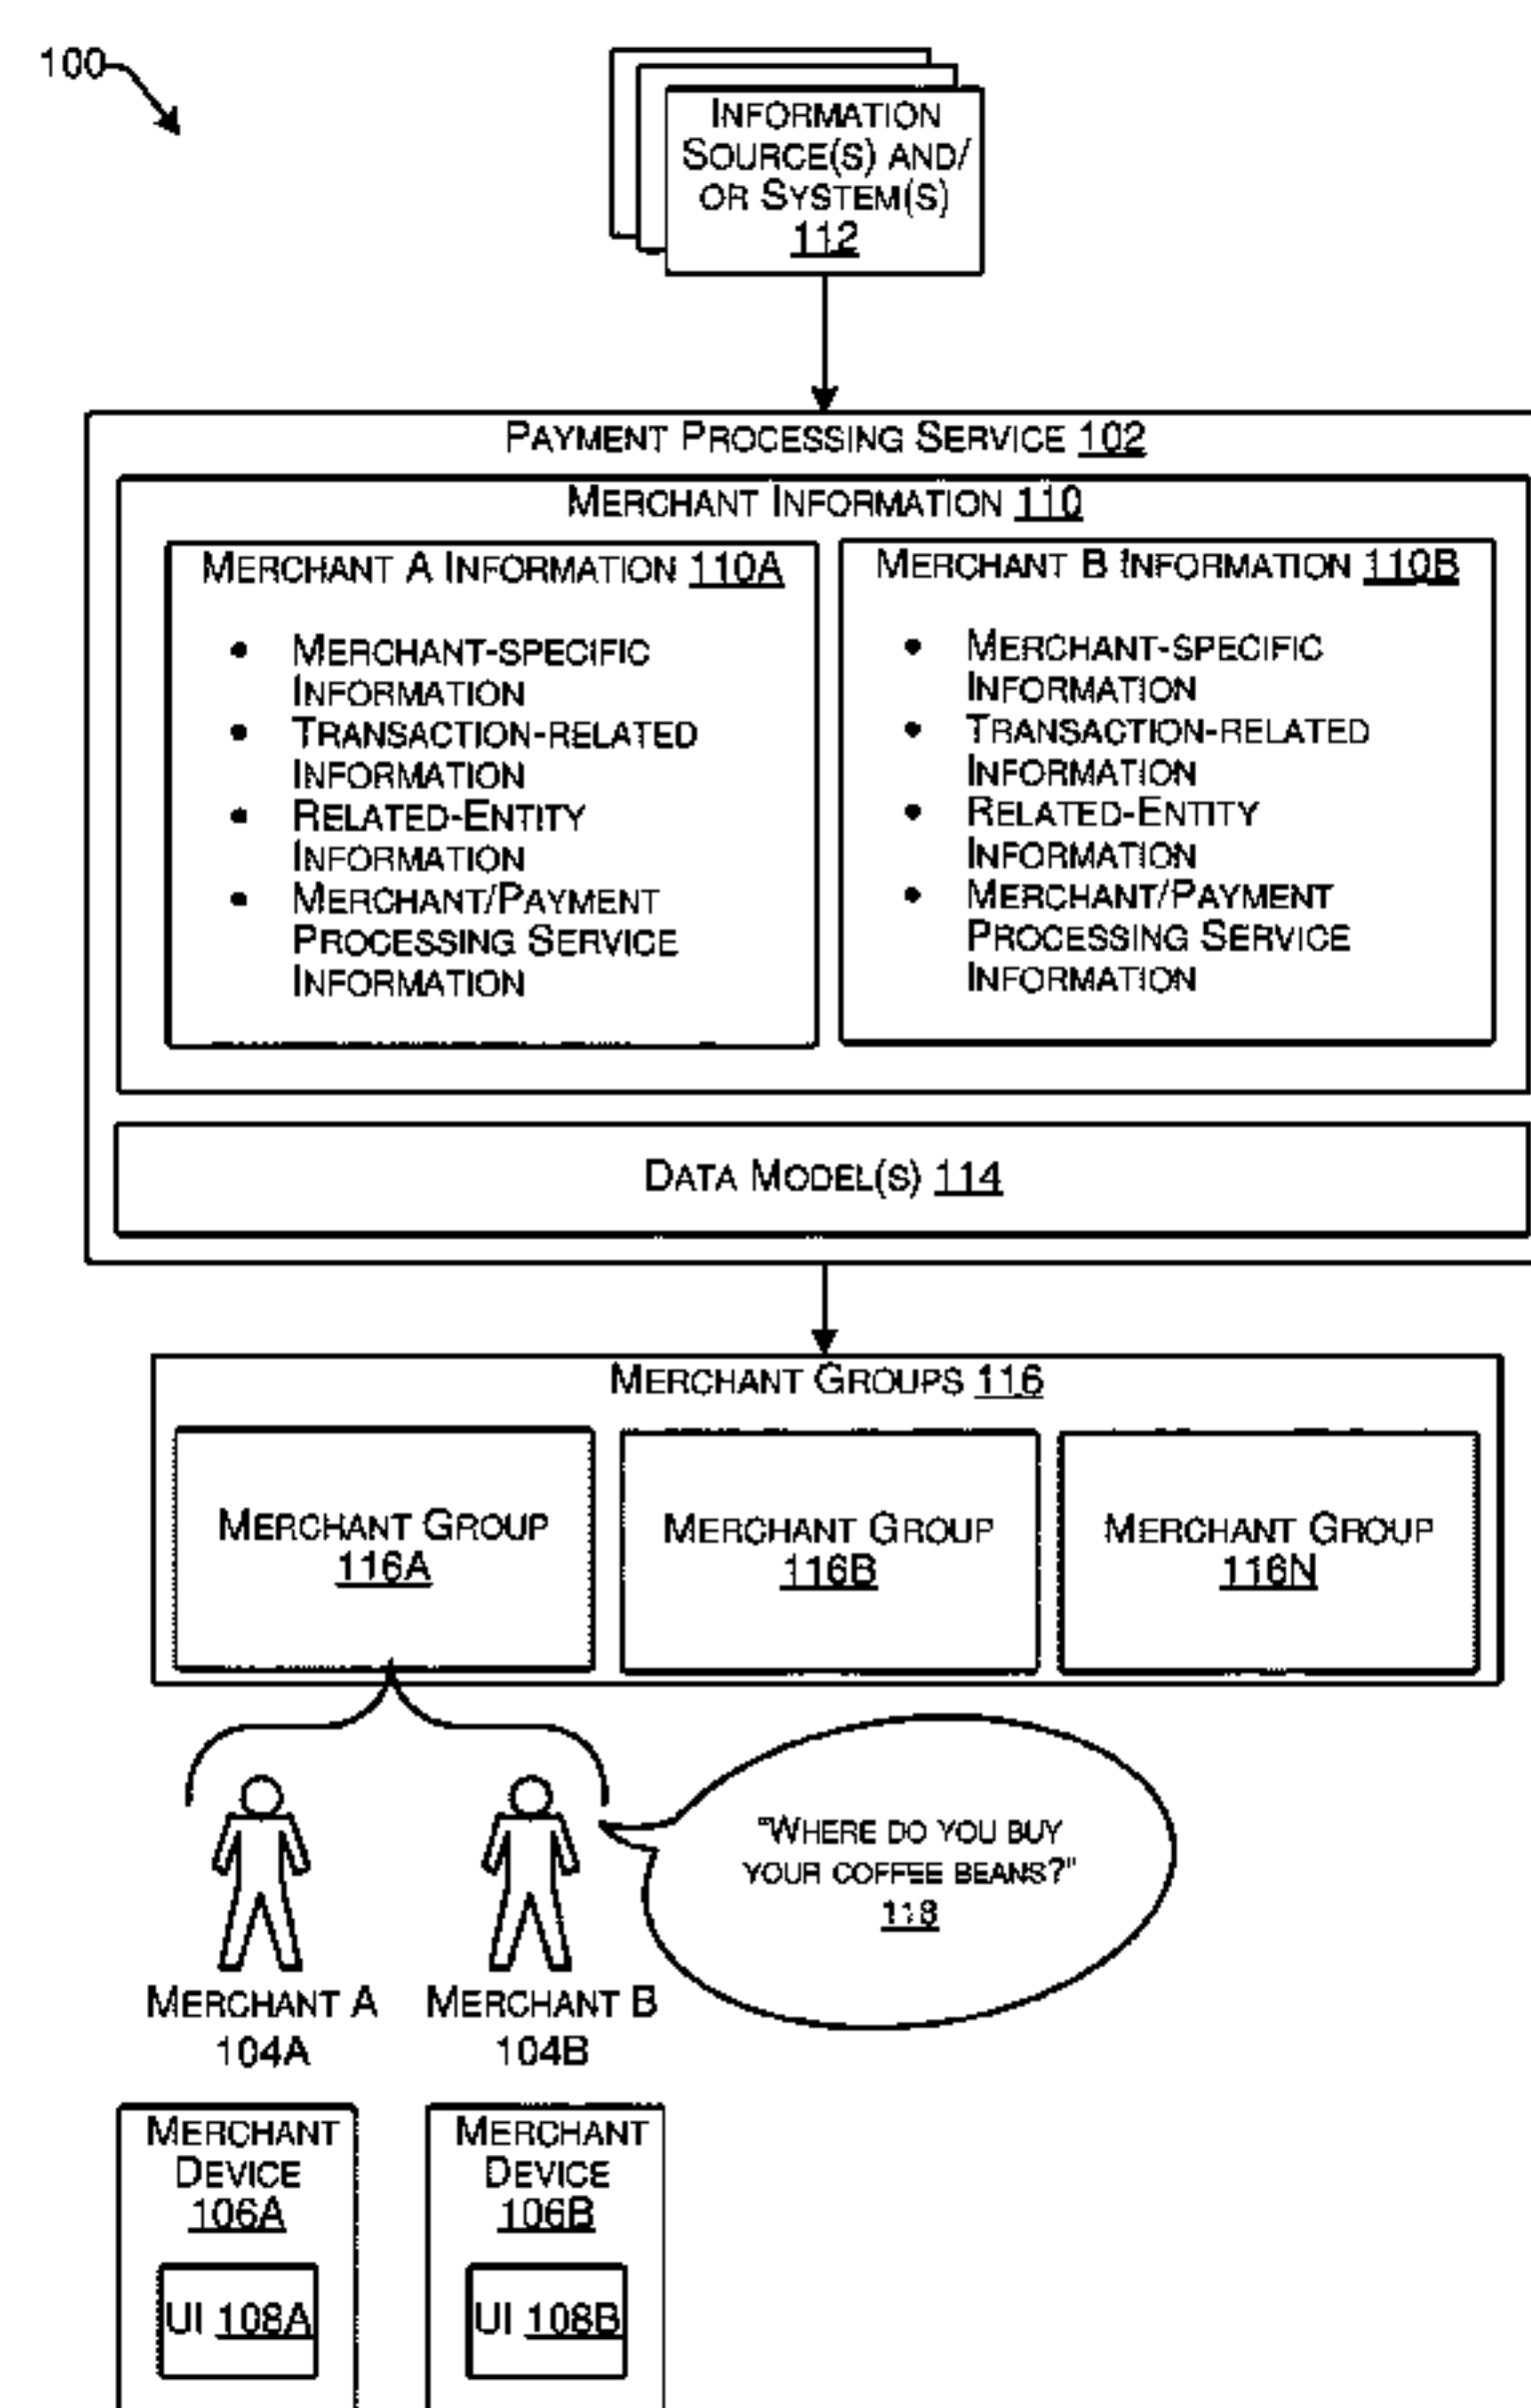 100
INFORMATION
SOURCE(S) AND/
OR SYSTEM(S)
112
PAYMENT PROCESSING SERVICE 102
MERCHANT INFORMATION 110
MERCHANT A INFORMATION 110A
• MERCHANT-SPECIFIC
INFORMATION
• TRANSACTION-RELATED
INFORMATION
• RELATED-ENTITY
INFORMATION
• MERCHANT/PAYMENT
PROCESSING SERVICE
INFORMATION
MERCHANT B INFORMATION 110B
• MERCHANT-SPECIFIC
INFORMATION
• TRANSACTION-RELATED
INFORMATION
• RELATED-ENTITY
INFORMATION
• MERCHANT/PAYMENT
PROCESSING SERVICE
INFORMATION
DATA MODEL(S) 114
MERCHANT GROUPS 116
MERCHANT GROUP
116A
MERCHANT GROUP
116B
MERCHANT GROUP
116N
"WHERE DO YOU BUY
YOUR COFFEE BEANS?"
118
MERCHANT A
104A
MERCHANT B
104B
MERCHANT
DEVICE
106A
UI 108A
MERCHANT
DEVICE
106B
UI 108B